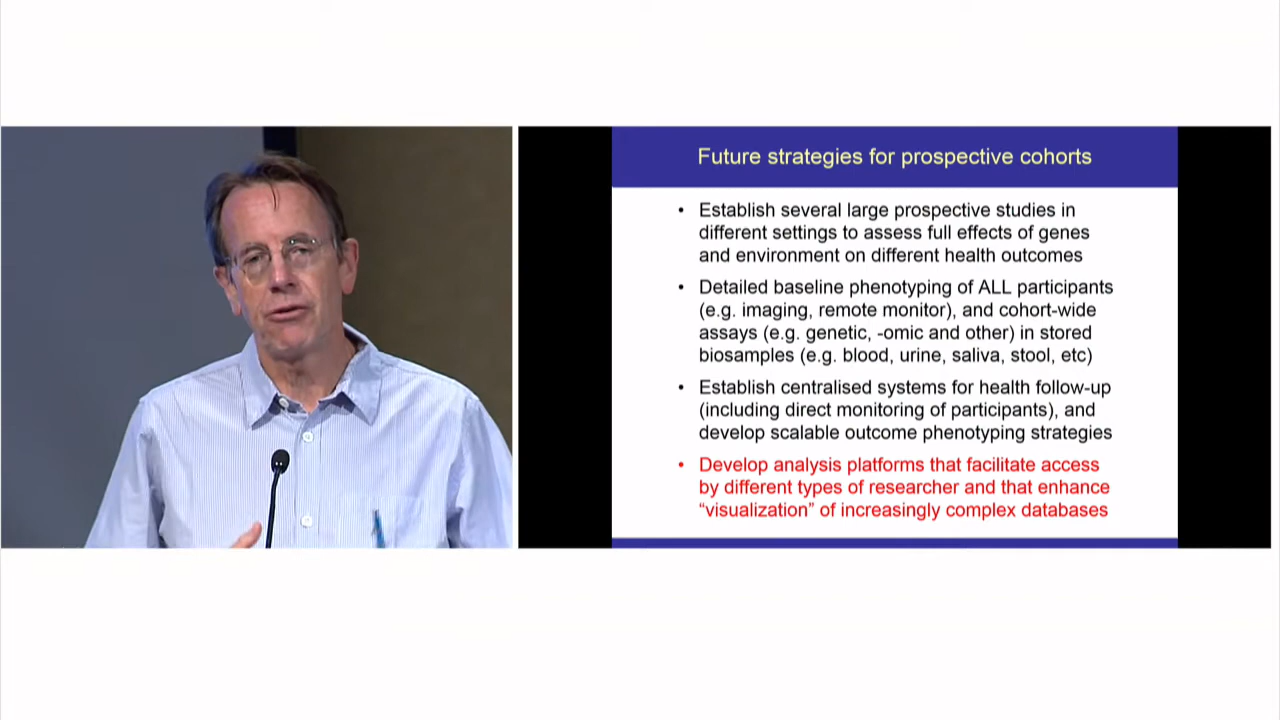 Future strategies for prospective cohorts
• Establish several large prospective studies in
different settings to assess full effects of genes
and environment on different health outcomes
• Detailed baseline phenotyping of ALL participants
(e.g. imaging, remote monitor), and cohort-wide
assays (e.g. genetic, -omic and other) in stored
biosamples (e.g. blood, urine, saliva, stool, etc)
• Establish centralised systems for health follow-up
(including direct monitoring of participants), and
develop scalable outcome phenotyping strategies
• Develop analysis platforms that facilitate access
by different types of researcher and that enhance
“visualization” of increasingly complex databases